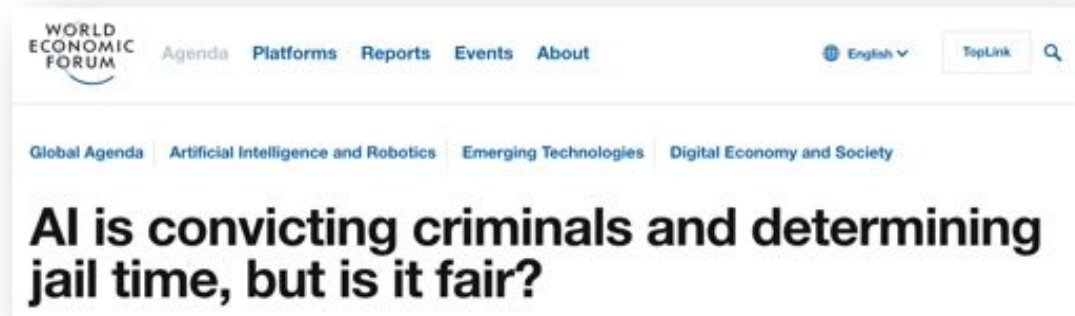 WORLD
ECONOMIC
FORUM
Agenda Platforms Reports Events About English TopLink
Global Agenda Artificial Intelligence and Robotics Emerging Technologies Digital Economy and Society
AI is convicting criminals and determining
jail time, but is it fair?